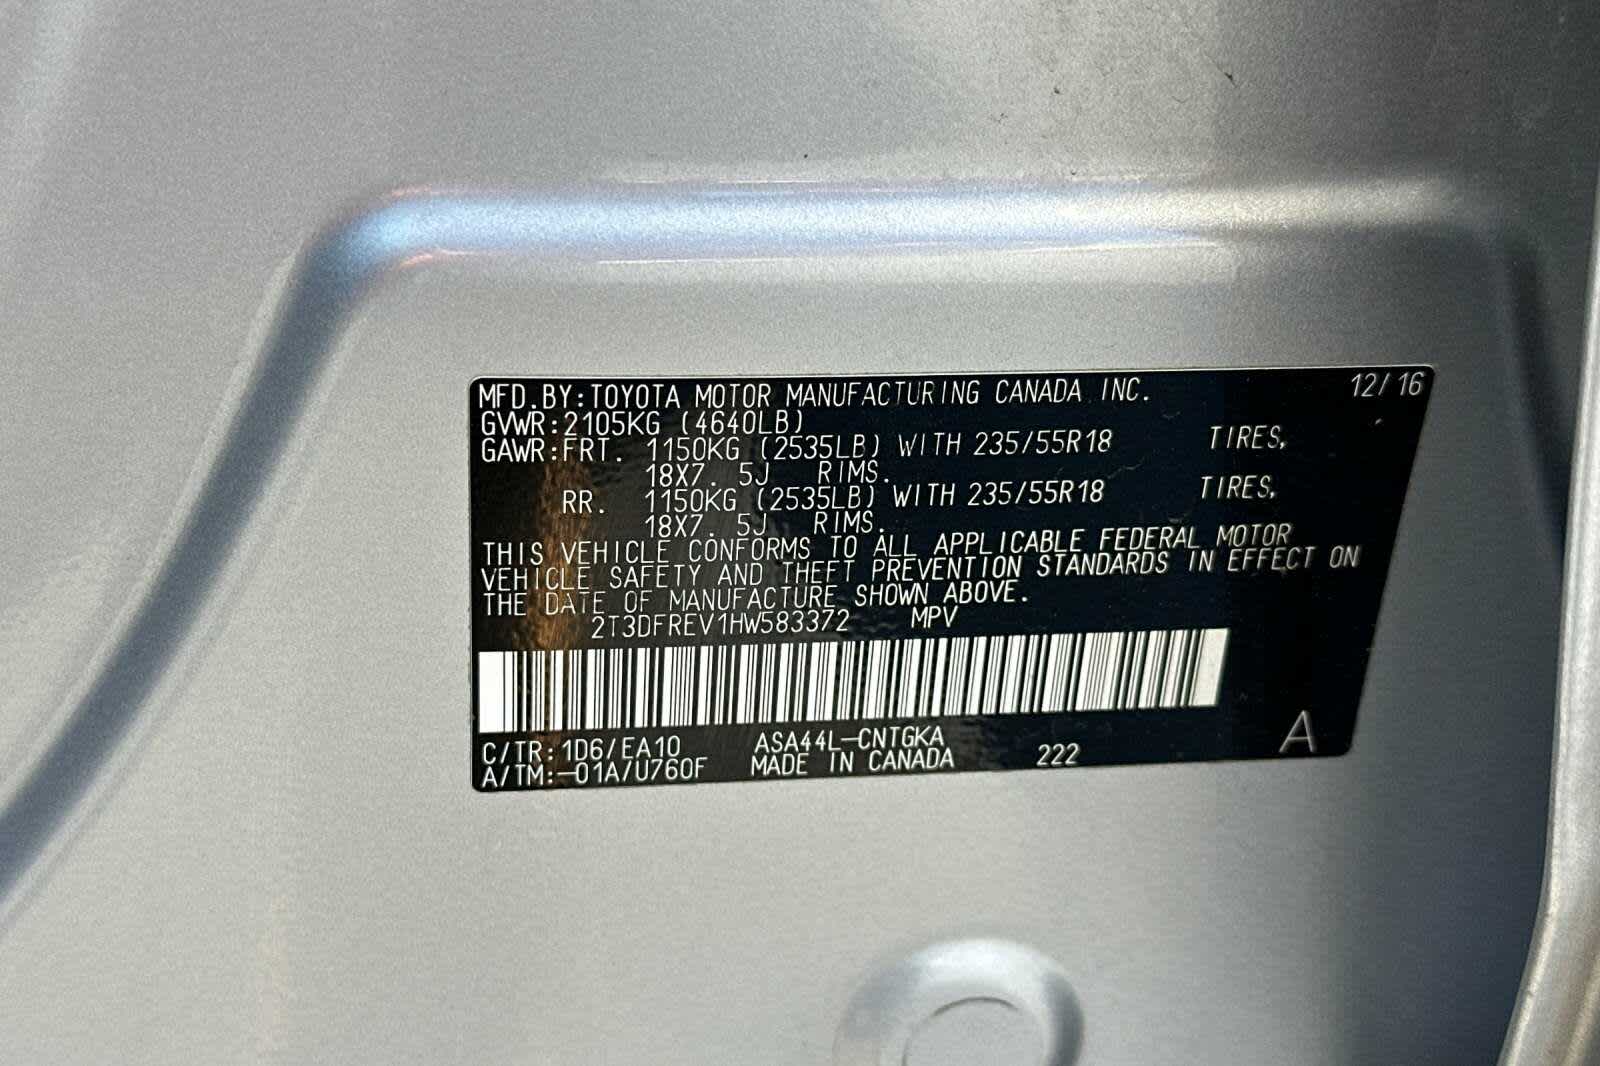 MFD.BY:TOYOTA MOTOR MANUFACTURING CANADA INC. 12/16
GVWR:2105KG (4640LB)
GAWR:FRT. 1150KG (2535LB) WITH 235/55R18 TIRES,
18X7. 5J RIMS.
RR. 1150KG (2535LB) WITH 235/55R18 TIRES,
18X7. 5J RIMS.
THIS VEHICLE CONFORMS TO ALL APPLICABLE FEDERAL MOTOR
VEHICLE SAFETY AND THEFT PREVENTION STANDARDS IN EFFECT ON
THE DATE OF MANUFACTURE SHOWN ABOVE.
2T3DFREV1HW583372 MPV
C/TR:1D6/EA10 ASA44L-CNTGKA
A/TM:-01A/U760F MADE IN CANADA 222 A